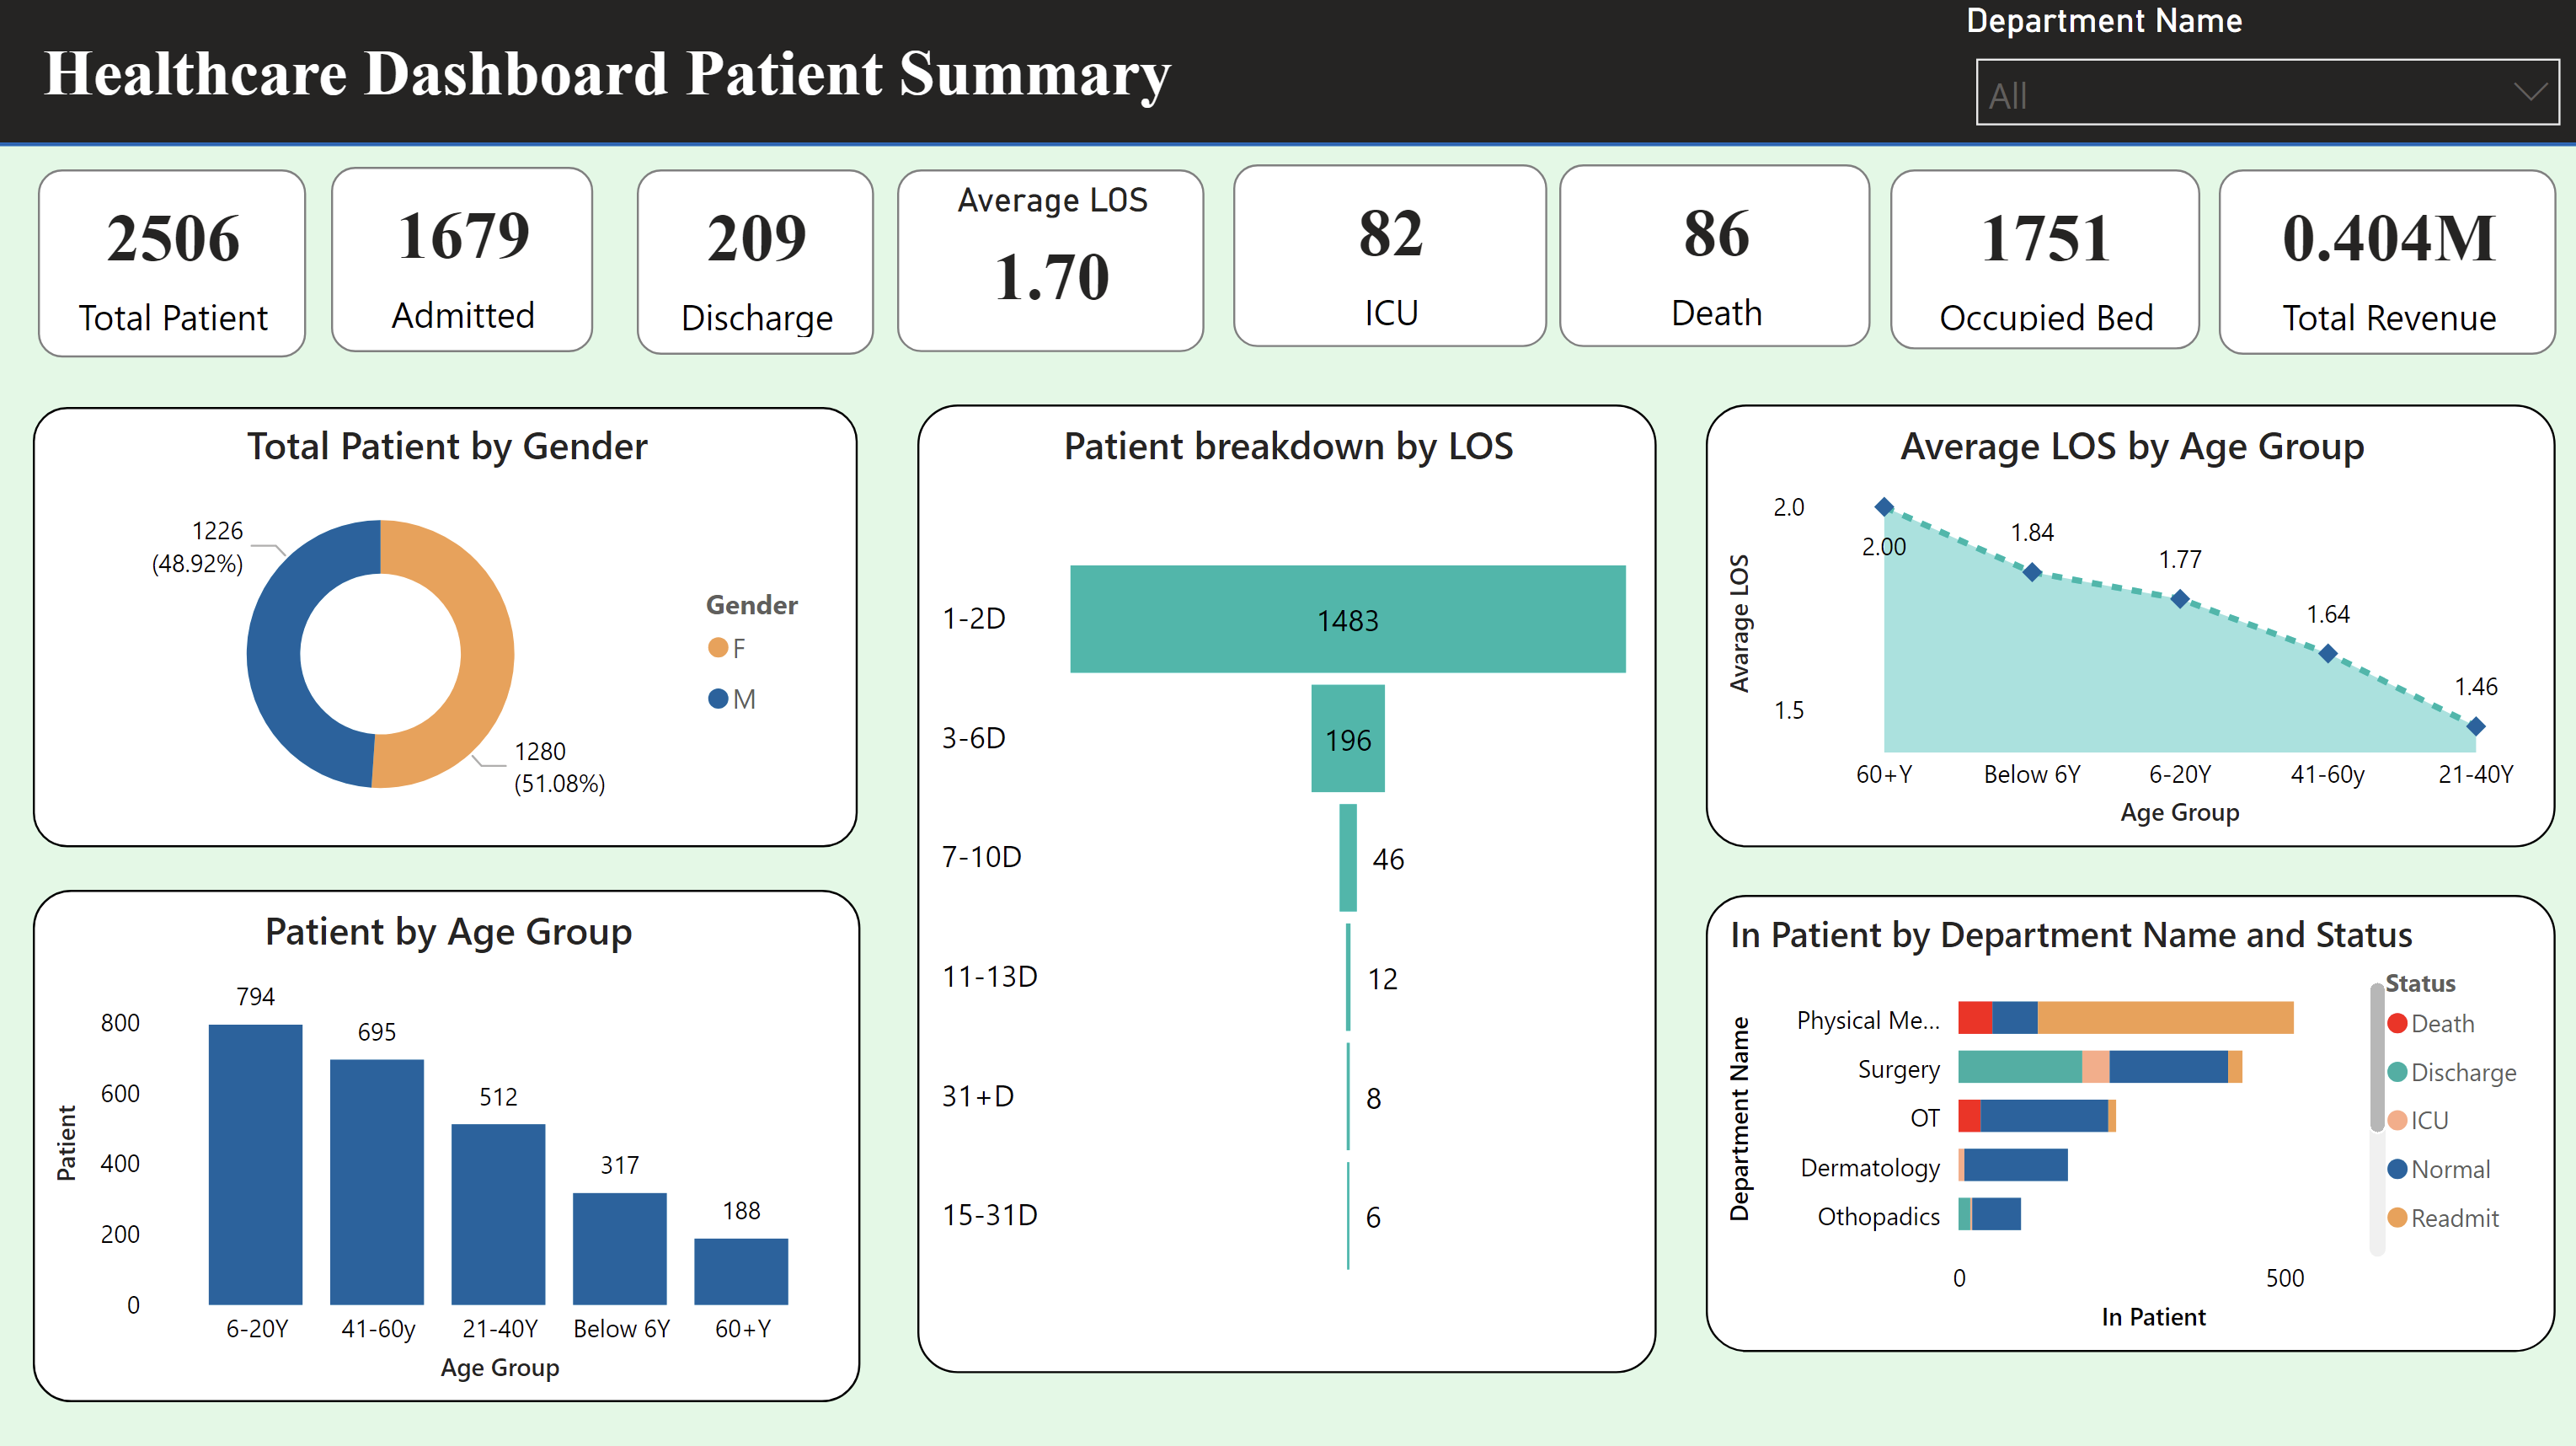 Healthcare Dashboard Patient Summary
Department Name
All
2506
Total Patient
1679
Admitted
209
Discharge
Average LOS
1.70
82
ICU
86
Death
1751
Occupied Bed
0.404M
Total Revenue
Total Patient by Gender
1226
(48.92%)
1280
(51.08%)
Gender
F
M
Patient breakdown by LOS
1-2D
1483
3-6D
196
7-10D
46
11-13D
12
31+D
8
15-31D
6
Average LOS by Age Group
Avarage LOS
2.0
1.5
2.00
1.84
1.77
1.64
1.46
60+Y
Below 6Y
6-20Y
41-60y
21-40Y
Age Group
Patient by Age Group
Patient
800
600
400
200
0
794
695
512
317
188
6-20Y
41-60y
21-40Y
Below 6Y
60+Y
Age Group
In Patient by Department Name and Status
Department Name
Physical Me...
Surgery
OT
Dermatology
Othopadics
0
500
In Patient
Status
Death
Discharge
ICU
Normal
Readmit